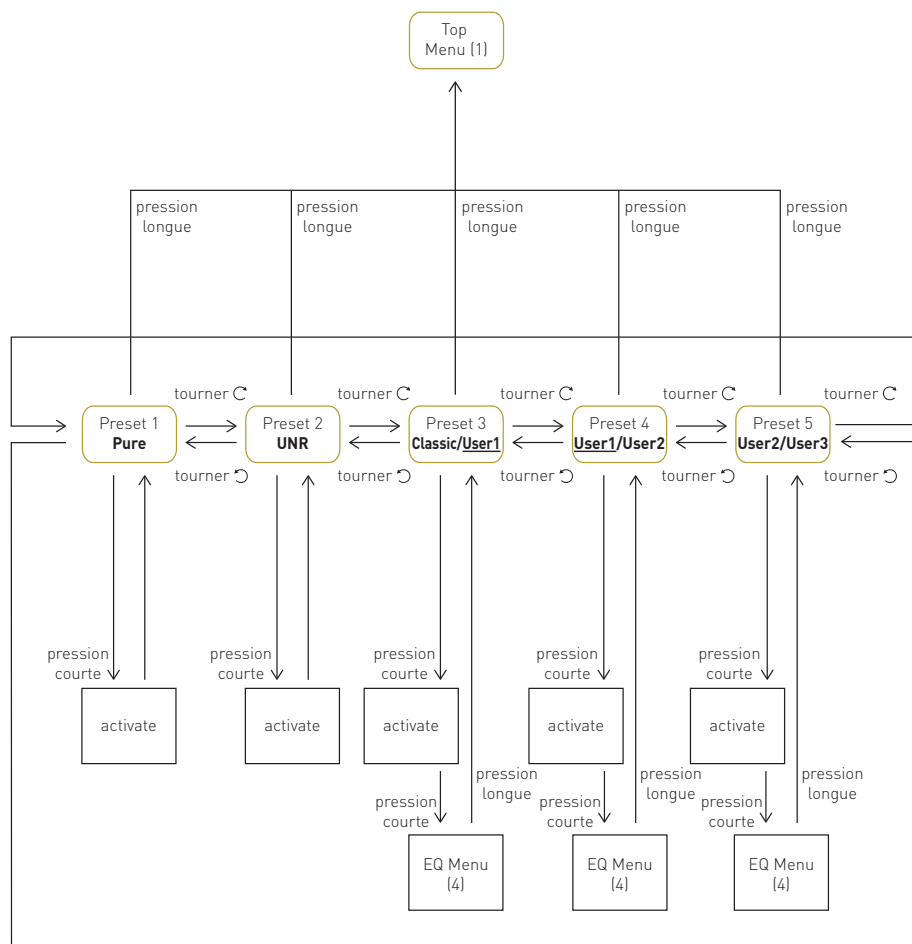 Top
Menu (1)
pression
longue
pression
longue
pression
longue
pression
longue
pression
longue
tourner
tourner
tourner
tourner
tourner
Preset 1
Pure
Preset 2
UNR
Preset 3
Classic/User1
Preset 4
User1/User2
Preset 5
User2/User3
tourner
tourner
tourner
tourner
tourner
pression
courte
pression
courte
pression
courte
pression
courte
pression
courte
activate
activate
activate
activate
activate
pression
longue
pression
longue
pression
longue
pression
courte
pression
courte
pression
courte
EQ Menu
(4)
EQ Menu
(4)
EQ Menu
(4)